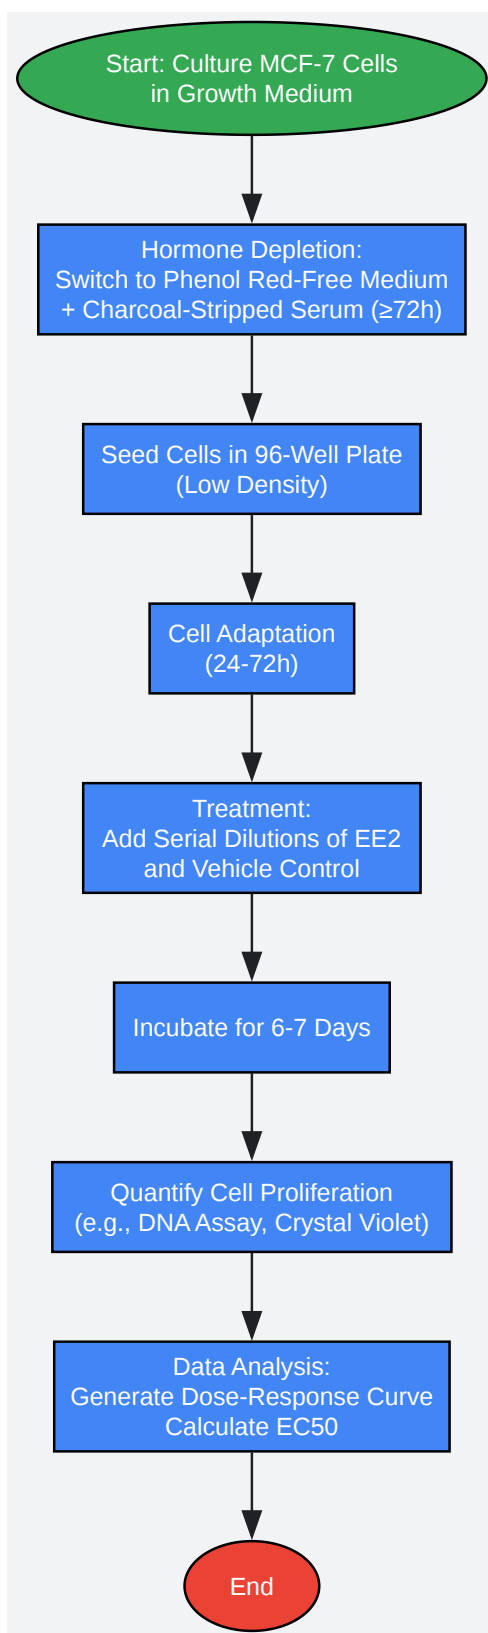 Start: Culture MCF-7 Cells
in Growth Medium
Hormone Depletion:
Switch to Phenol Red-Free Medium
+ Charcoal-Stripped Serum (≥72h)
Seed Cells in 96-Well Plate
(Low Density)
Cell Adaptation
(24-72h)
Treatment:
Add Serial Dilutions of EE2
and Vehicle Control
Incubate for 6-7 Days
Quantify Cell Proliferation
(e.g., DNA Assay, Crystal Violet)
Data Analysis:
Generate Dose-Response Curve
Calculate EC50
End